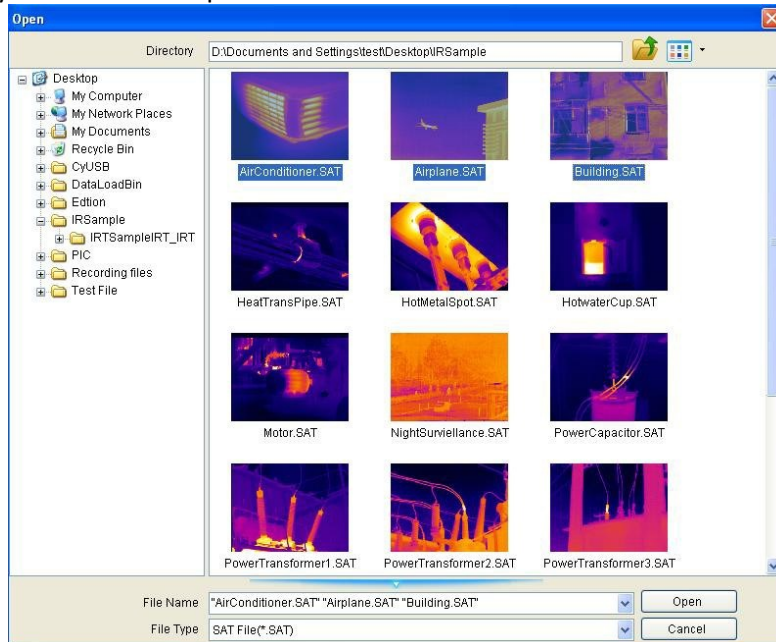 Open
Directory
D:\Documents and Settings\test\Desktop\IRSample
Desktop
My Computer
My Network Places
My Documents
Recycle Bin
CyUSB
DataLoadBin
Edtion
IRSample
IRTSampleIRT_IRT
PIC
Recording files
Test File
AirConditioner.SAT
Airplane.SAT
Building.SAT
HeatTransPipe.SAT
HotMetalSpot.SAT
HotwaterCup.SAT
Motor.SAT
NightSurviellance.SAT
PowerCapacitor.SAT
PowerTransformer1.SAT
PowerTransformer2.SAT
PowerTransformer3.SAT
File Name
"AirConditioner.SAT" "Airplane.SAT" "Building.SAT"
Open
File Type
SAT File(*.SAT)
Cancel